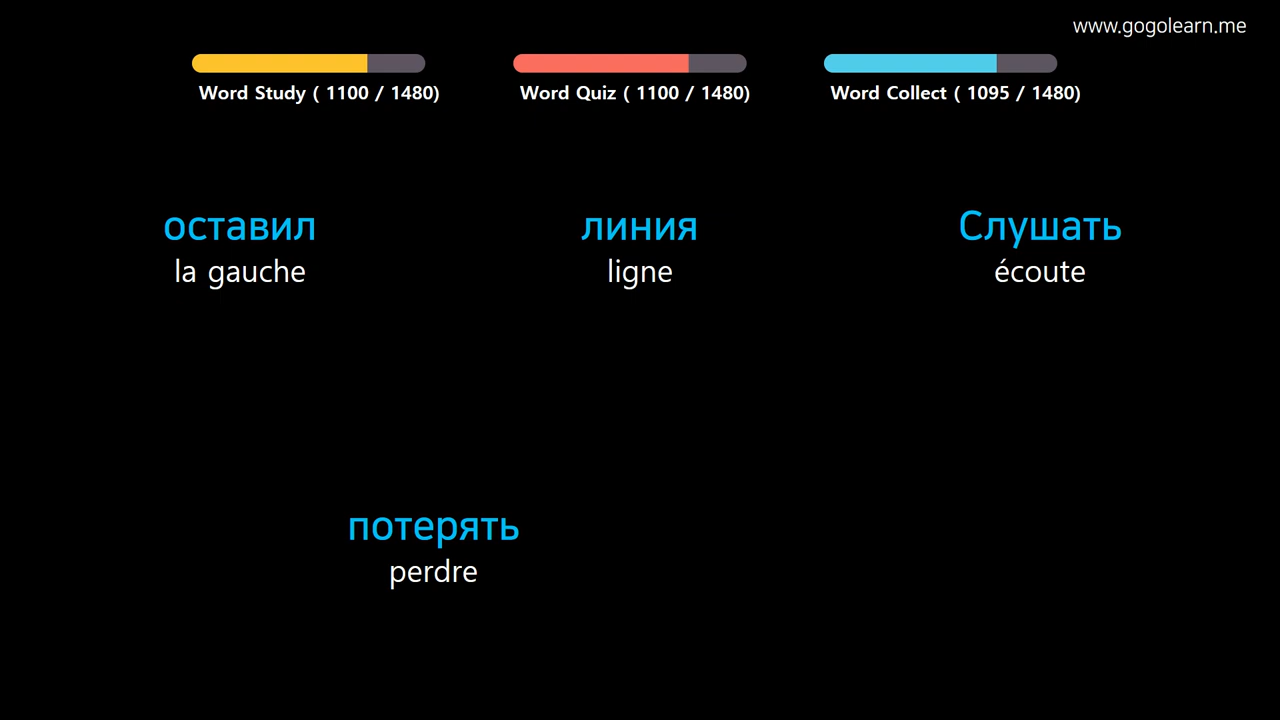 www.gogolearn.me
Word Study ( 1100 / 1480)
Word Quiz ( 1100 / 1480)
Word Collect ( 1095 / 1480)
оставил
la gauche
линия
ligne
Слушать
écoute
потерять
perdre